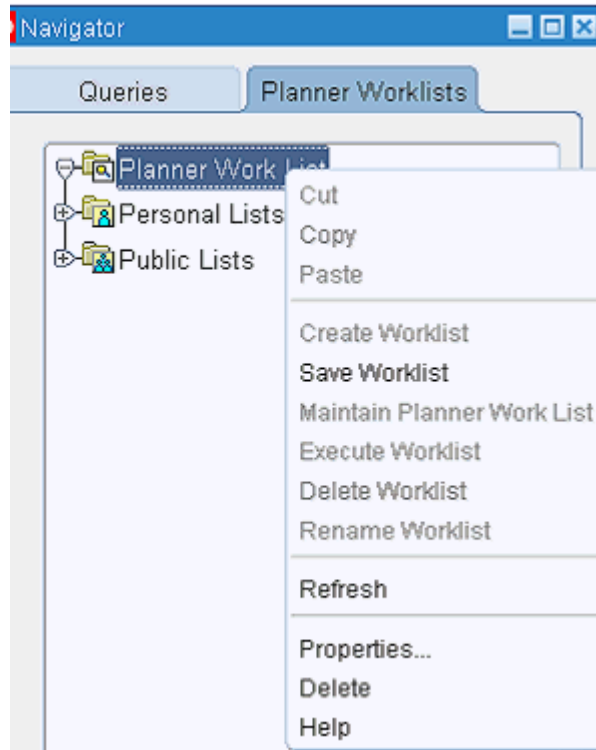 Navigator
Queries
Planner Worklists
Planner Work List
Personal Lists
Public Lists
Cut
Copy
Paste
Create Worklist
Save Worklist
Maintain Planner Work List
Execute Worklist
Delete Worklist
Rename Worklist
Refresh
Properties...
Delete
Help